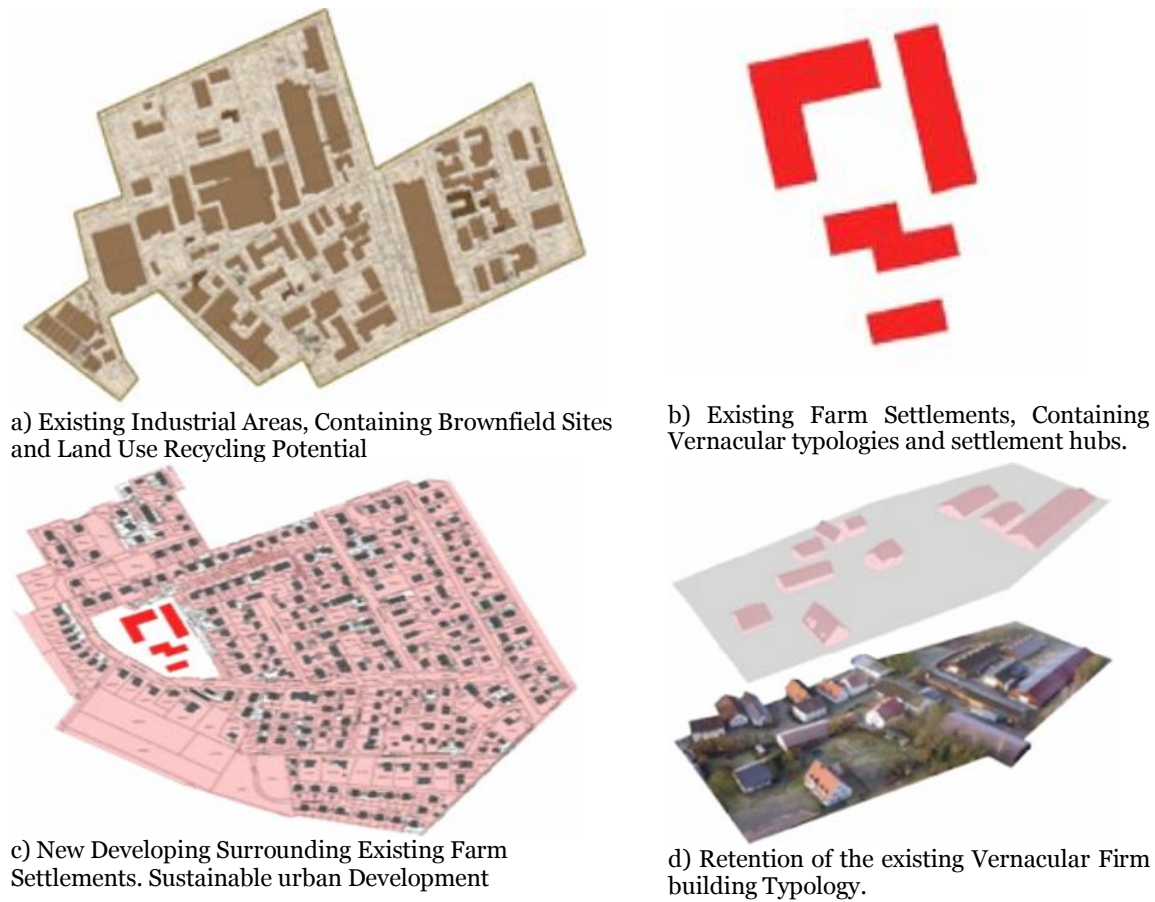 a) Existing Industrial Areas, Containing Brownfield Sites
and Land Use Recycling Potential
b) Existing Farm Settlements, Containing
Vernacular typologies and settlement hubs.
c) New Developing Surrounding Existing Farm
Settlements. Sustainable urban Development
d) Retention of the existing Vernacular Firm
building Typology.